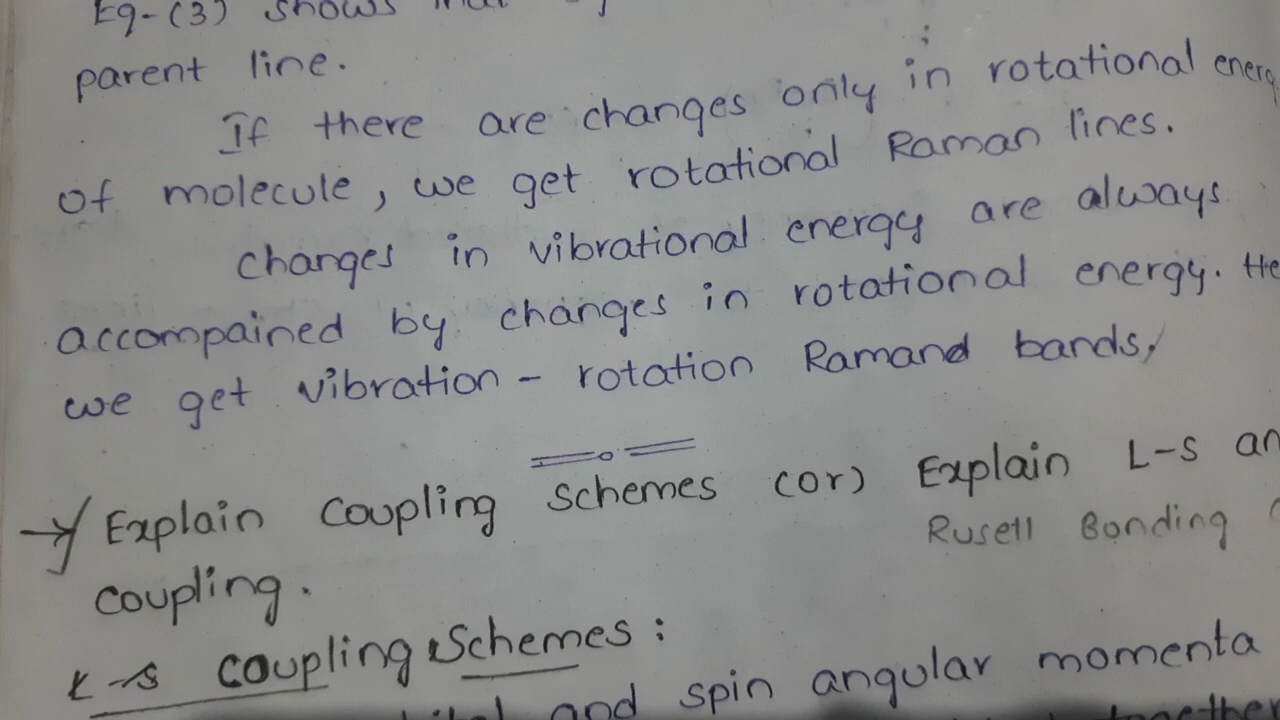 Eq-(3) shows that
parent line.
If there are changes only in rotational energ
of molecule, we get rotational Raman lines.
changes in vibrational energy are always
accompained by changes in rotational energy. He
we get vibration - rotation Ramand bands,
→ Explain coupling schemes (or) Explain L-S an
Rusell Bonding (
coupling.
L-S coupling schemes:
and spin angular momenta
together